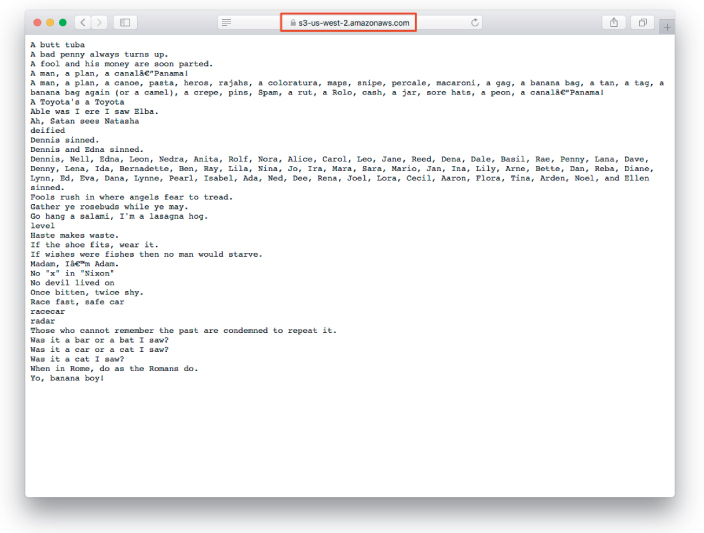 s3-us-west-2.amazonaws.com
A butt tuba
A bad penny always turns up.
A fool and his money are soon parted.
A man, a plan, a canalâ€“Panama!
A man, a plan, a canoe, pasta, heros, rajahs, a coloratura, maps, snipe, percale, macaroni, a gag, a banana bag, a tan, a tag, a
banana bag again (or a camel), a crepe, pins, Spam, a rut, a Rolo, cash, a jar, sore hats, a peon, a canalâ€“Panama!
A Toyota's a Toyota
Able was I ere I saw Elba.
Ah, Satan sees Natasha
deified
Dennis sinned.
Dennis and Edna sinned.
Dennis, Nell, Edna, Leon, Nedra, Anita, Rolf, Nora, Alice, Carol, Leo, Jane, Reed, Dena, Dale, Basil, Rae, Penny, Lana, Dave,
Denny, Lena, Ida, Bernadette, Ben, Ray, Lila, Nina, Jo, Ira, Mara, Sara, Mario, Jan, Ina, Lily, Arne, Bette, Dan, Reba, Diane,
Lynn, Ed, Eva, Dana, Lynne, Pearl, Isabel, Ada, Ned, Dee, Rena, Joel, Lora, Cecil, Aaron, Flora, Tina, Arden, Noel, and Ellen
sinned.
Fools rush in where angels fear to tread.
Gather ye rosebuds while ye may.
Go hang a salami, I'm a lasagna hog.
level
Haste makes waste.
If the shoe fits, wear it.
If wishes were fishes then no man would starve.
Madam, Iâ€™m Adam.
No "x" in "Nixon"
No devil lived on
Once bitten, twice shy.
Race fast, safe car
racecar
radar
Those who cannot remember the past are condemned to repeat it.
Was it a bar or a bat I saw?
Was it a car or a cat I saw?
Was it a cat I saw?
When in Rome, do as the Romans do.
Yo, banana boy!